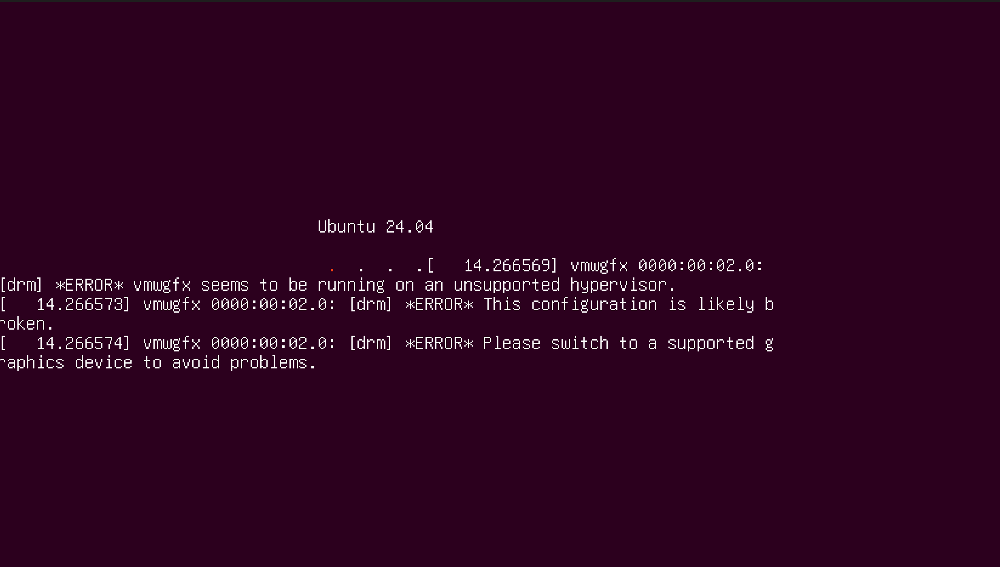 Ubuntu 24.04
. . . .[   14.266569] vmwgfx 0000:00:02.0:
[drm] *ERROR* vmwgfx seems to be running on an unsupported hypervisor.
[   14.266573] vmwgfx 0000:00:02.0: [drm] *ERROR* This configuration is likely b
roken.
[   14.266574] vmwgfx 0000:00:02.0: [drm] *ERROR* Please switch to a supported g
raphics device to avoid problems.